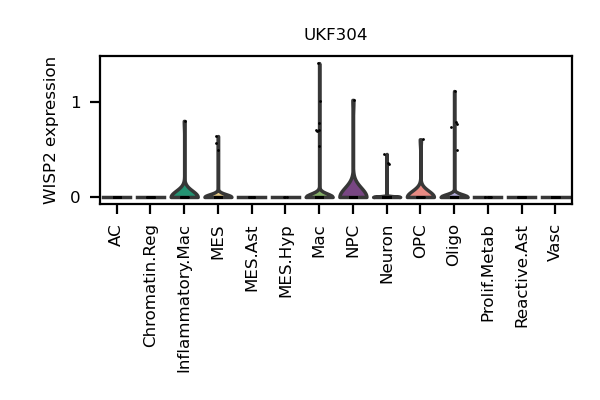 UKF304
WISP2 expression
1
0
AC
Chromatin.Reg
Inflammatory.Mac
MES
MES.Ast
MES.Hyp
Mac
NPC
Neuron
OPC
Oligo
Prolif.Metab
Reactive.Ast
Vasc